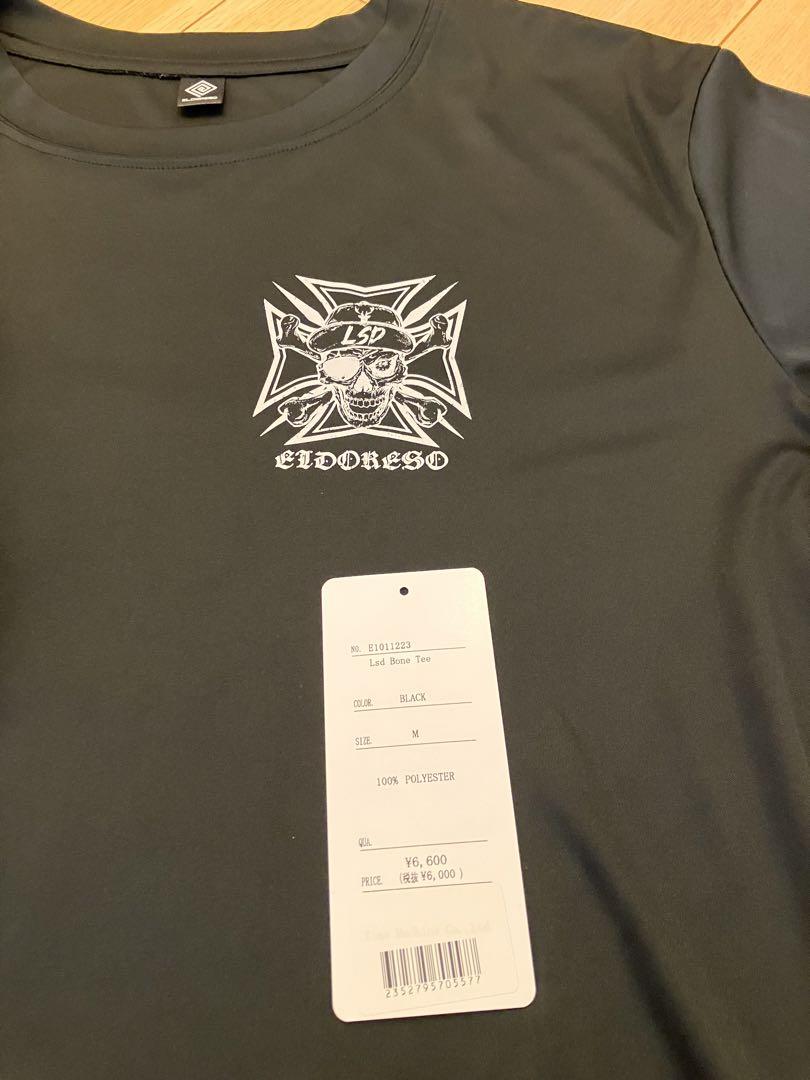 LSD
ELDORESO
NO. E1011223
Lsd Bone Tee
COLOR. BLACK
SIZE. M
100% POLYESTER
QUA.
¥6,600
PRICE. (税抜 ¥6,000 )
2352795705577